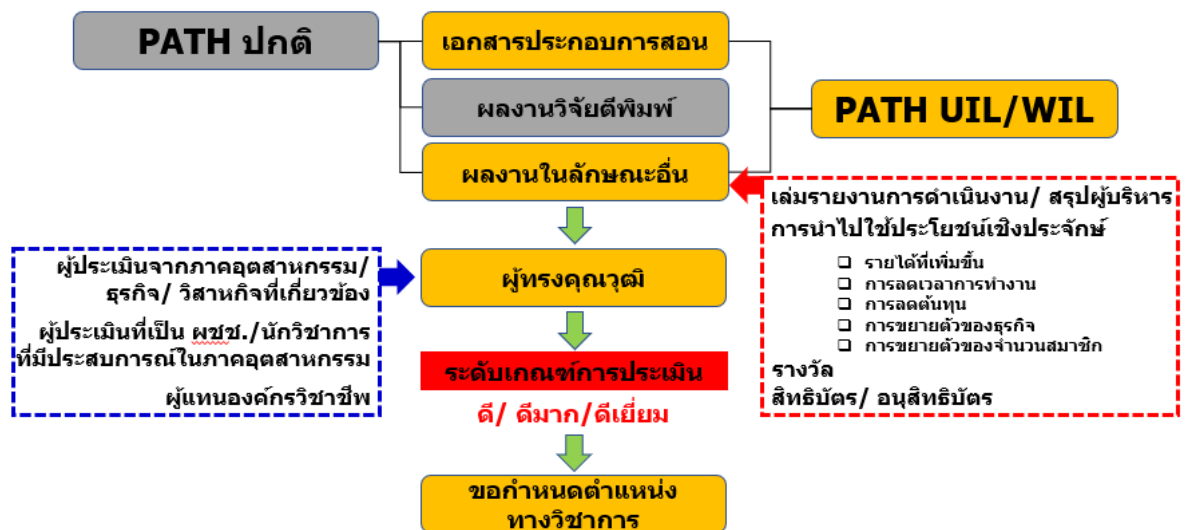 PATH ปกติ
เอกสารประกอบการสอน
ผลงานวิจัยตีพิมพ์
ผลงานในลักษณะอื่น
PATH UIL/WIL
เล่มรายงานการดำเนินงาน/ สรุปผู้บริหาร
การนำไปใช้ประโยชน์เชิงประจักษ์
❑ รายได้ที่เพิ่มขึ้น
❑ การลดเวลาการทำงาน
❑ การลดต้นทุน
❑ การขยายตัวของธุรกิจ
❑ การขยายตัวของจำนวนสมาชิก
รางวัล
สิทธิบัตร/ อนุสิทธิบัตร
ผู้ประเมินจากภาคอุตสาหกรรม/
ธุรกิจ/ วิสาหกิจที่เกี่ยวข้อง
ผู้ประเมินที่เป็น ผชช./นักวิชาการ
ที่มีประสบการณ์ในภาคอุตสาหกรรม
ผู้แทนองค์กรวิชาชีพ
ผู้ทรงคุณวุฒิ
ระดับเกณฑ์การประเมิน
ดี/ ดีมาก/ดีเยี่ยม
ขอกำหนดตำแหน่ง
ทางวิชาการ